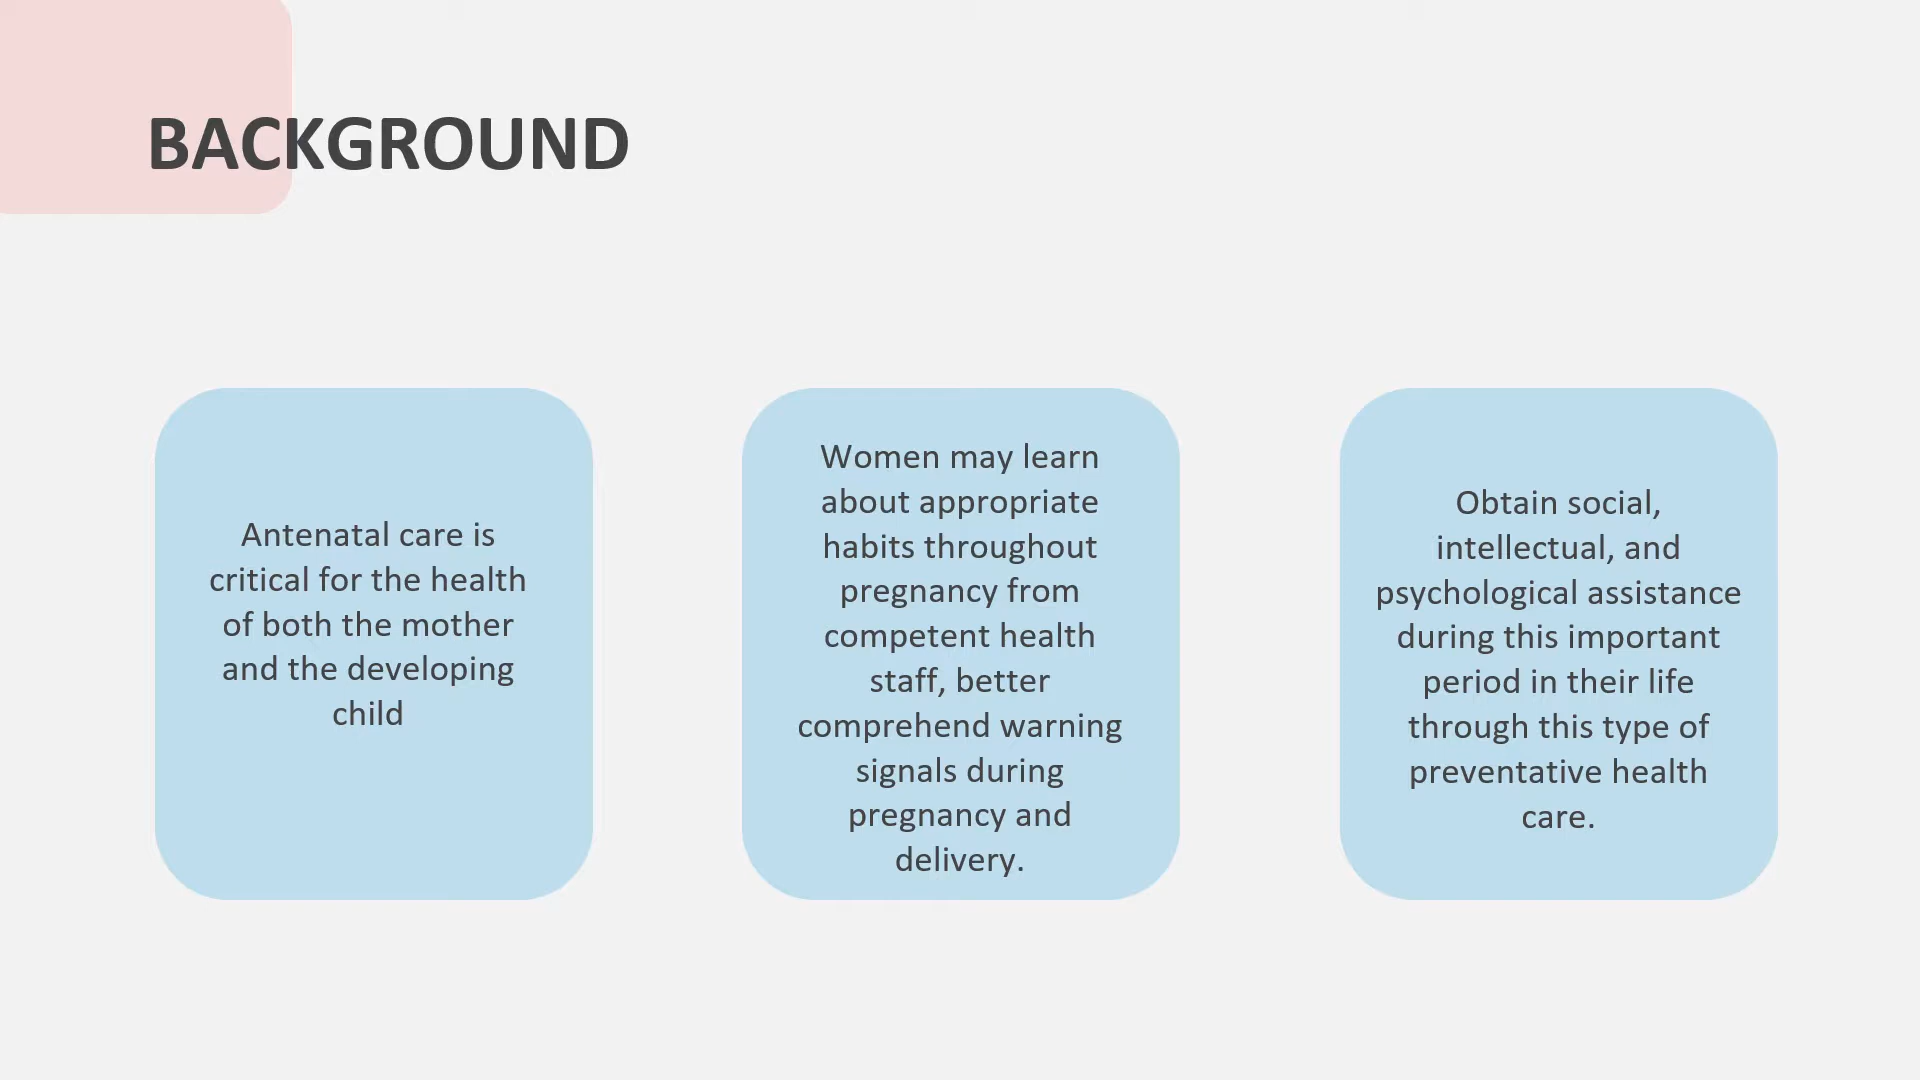 BACKGROUND
Antenatal care is
critical for the health
of both the mother
and the developing
child
Women may learn
about appropriate
habits throughout
pregnancy from
competent health
staff, better
comprehend warning
signals during
pregnancy and
delivery.
Obtain social,
intellectual, and
psychological assistance
during this important
period in their life
through this type of
preventative health
care.